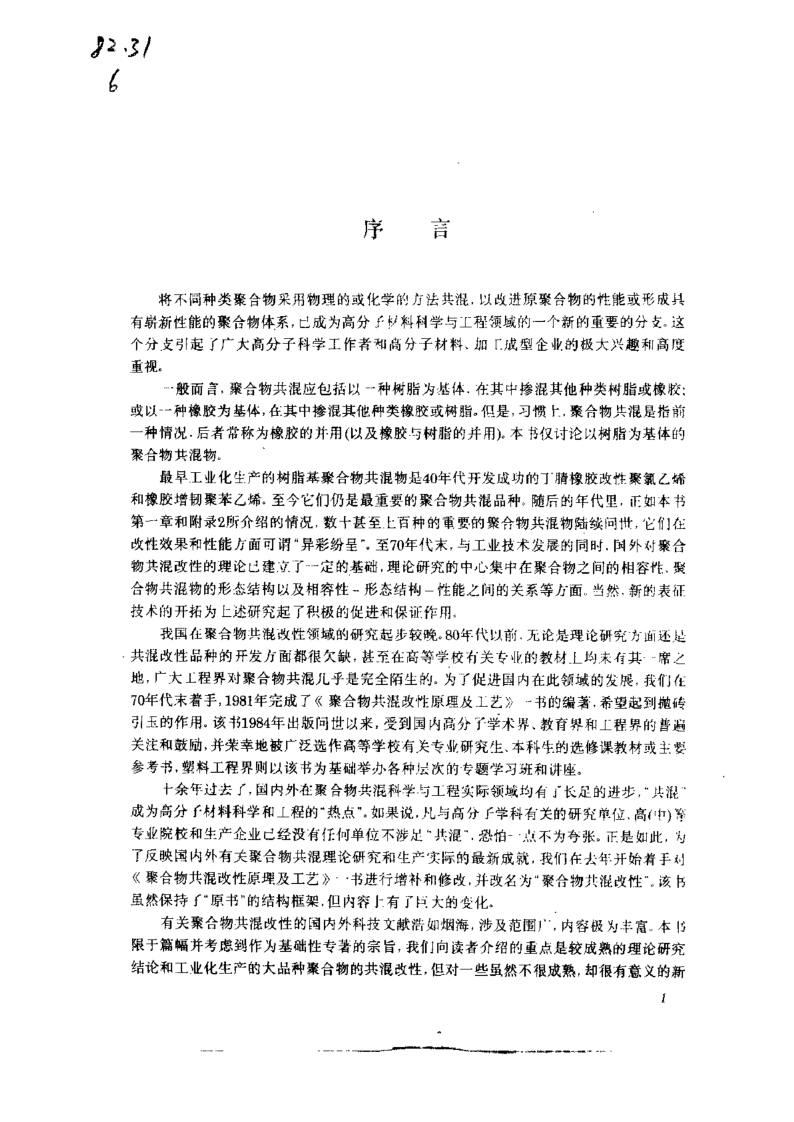 82.31
6
序 言
将不同种类聚合物采用物理的或化学的方法共混,以改进原聚合物的性能或形成具
有崭新性能的聚合物体系,已成为高分子材料科学与工程领域的一个新的重要的分支。这
个分支引起了广大高分子科学工作者和高分子材料、加工成型企业的极大兴趣和高度
重视。
一般而言,聚合物共混应包括以一种树脂为基体,在其中掺混其他种类树脂或橡胶;
或以一种橡胶为基体,在其中掺混其他种类橡胶或树脂。但是,习惯上,聚合物共混是指前
一种情况,后者常称为橡胶的并用(以及橡胶与树脂的并用)。本书仅讨论以树脂为基体的
聚合物共混物。
最早工业化生产的树脂基聚合物共混物是40年代开发成功的丁腈橡胶改性聚氯乙烯
和橡胶增韧聚苯乙烯。至今它们仍是最重要的聚合物共混品种。随后的年代里,正如本书
第一章和附录2所介绍的情况,数十甚至上百种的重要的聚合物共混物陆续问世,它们在
改性效果和性能方面可谓“异彩纷呈”。至70年代末,与工业技术发展的同时,国外对聚合
物共混改性的理论已建立了一定的基础,理论研究的中心集中在聚合物之间的相容性、聚
合物共混物的形态结构以及相容性-形态结构-性能之间的关系等方面。当然,新的表征
技术的开拓为上述研究起了积极的促进和保证作用。
我国在聚合物共混改性领域的研究起步较晚。80年代以前,无论是理论研究方面还是
共混改性品种的开发方面都很欠缺,甚至在高等学校有关专业的教材上均未有其一席之
地,广大工程界对聚合物共混几乎是完全陌生的。为了促进国内在此领域的发展,我们在
70年代末着手,1981年完成了《聚合物共混改性原理及工艺》一书的编著,希望起到抛砖
引玉的作用。该书1984年出版问世以来,受到国内高分子学术界、教育界和工程界的普遍
关注和鼓励,并荣幸地被广泛选作高等学校有关专业研究生、本科生的选修课教材或主要
参考书,塑料工程界则以该书为基础举办各种层次的专题学习班和讲座。
十余年过去了,国内外在聚合物共混科学与工程实际领域均有了长足的进步,“共混”
成为高分子材料科学和工程的“热点”。如果说,凡与高分子学科有关的研究单位、高(中)等
专业院校和生产企业已经没有任何单位不涉足“共混”,恐怕一点不为夸张。正是如此,为
了反映国内外有关聚合物共混理论研究和生产实际的最新成就,我们在去年开始着手对
《聚合物共混改性原理及工艺》一书进行增补和修改,并改名为“聚合物共混改性”。该书
虽然保持了“原书”的结构框架,但内容上有了巨大的变化。
有关聚合物共混改性的国内外科技文献浩如烟海,涉及范围广,内容极为丰富。本书
限于篇幅并考虑到作为基础性专著的宗旨,我们向读者介绍的重点是较成熟的理论研究
结论和工业化生产的大品种聚合物的共混改性,但对一些虽然不很成熟,却很有意义的新
1